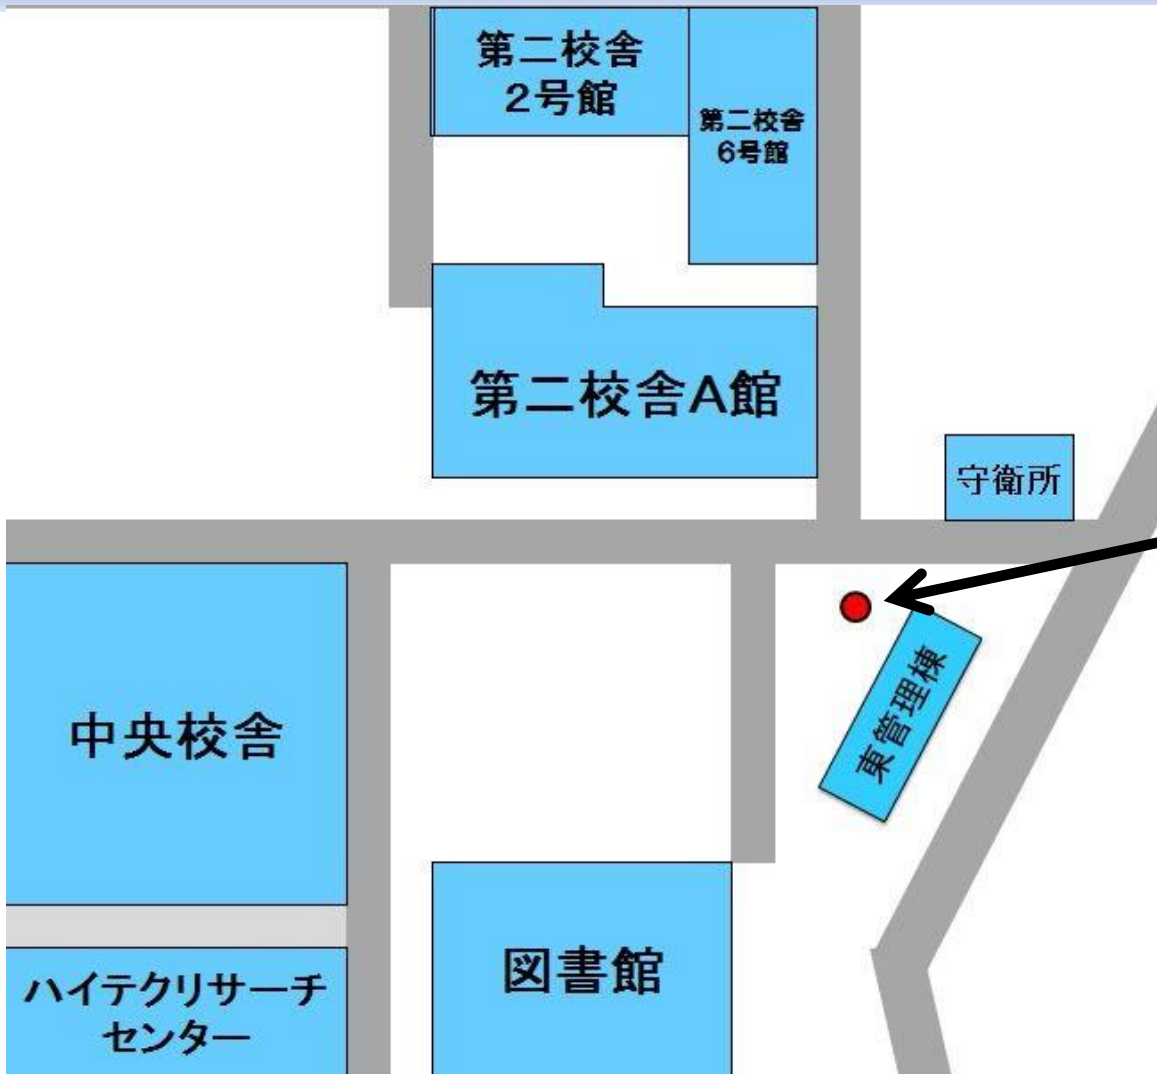 第二校舎
2号館
第二校舎
6号館
第二校舎A館
守衛所
東管理棟
中央校舎
図書館
ハイテクリサーチ
センター